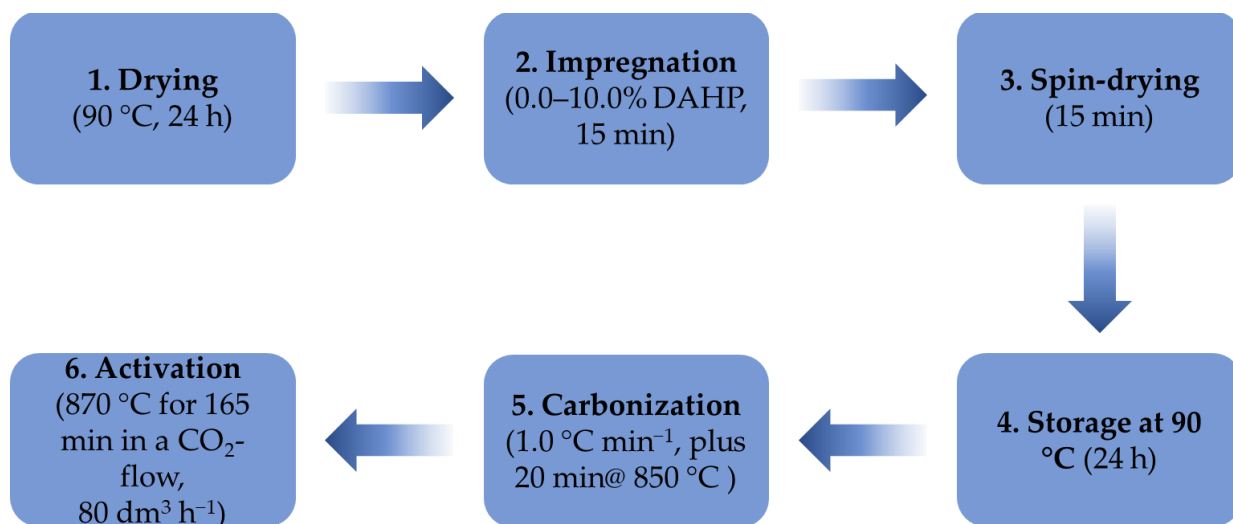 1. Drying
(90 °C, 24 h)
2. Impregnation
(0.0–10.0% DAHP,
15 min)
3. Spin-drying
(15 min)
4. Storage at 90
°C (24 h)
5. Carbonization
(1.0 °C min⁻¹, plus
20 min@ 850 °C )
6. Activation
(870 °C for 165
min in a CO₂-
flow,
80 dm³ h⁻¹)